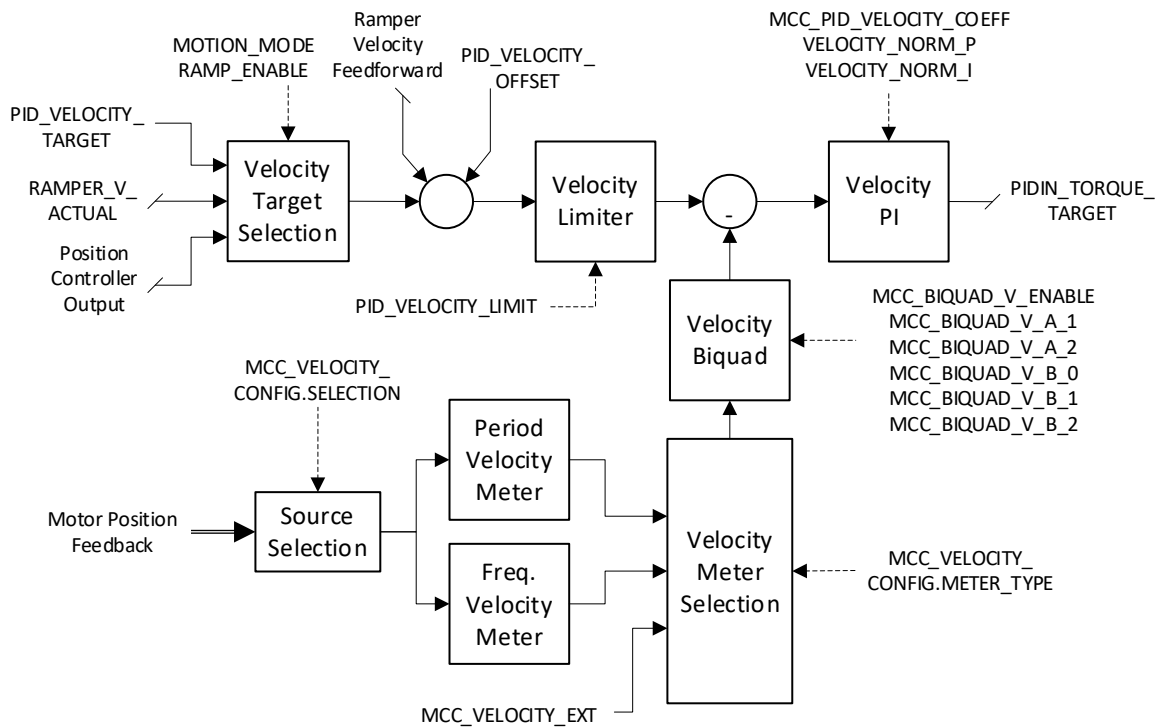 MOTION_MODE
RAMP_ENABLE
Ramper
Velocity
Feedforward
PID_VELOCITY_
OFFSET
MCC_PID_VELOCITY_COEFF
VELOCITY_NORM_P
VELOCITY_NORM_I
PID_VELOCITY_
TARGET
RAMPER_V_
ACTUAL
Position
Controller
Output
Velocity
Target
Selection
Velocity
Limiter
-
Velocity
PI
PIDIN_TORQUE_
TARGET
PID_VELOCITY_LIMIT
Velocity
Biquad
MCC_BIQUAD_V_ENABLE
MCC_BIQUAD_V_A_1
MCC_BIQUAD_V_A_2
MCC_BIQUAD_V_B_0
MCC_BIQUAD_V_B_1
MCC_BIQUAD_V_B_2
MCC_VELOCITY_
CONFIG.SELECTION
Period
Velocity
Meter
Motor Position
Feedback
Source
Selection
Freq.
Velocity
Meter
Velocity
Meter
Selection
MCC_VELOCITY_
CONFIG.METER_TYPE
MCC_VELOCITY_EXT